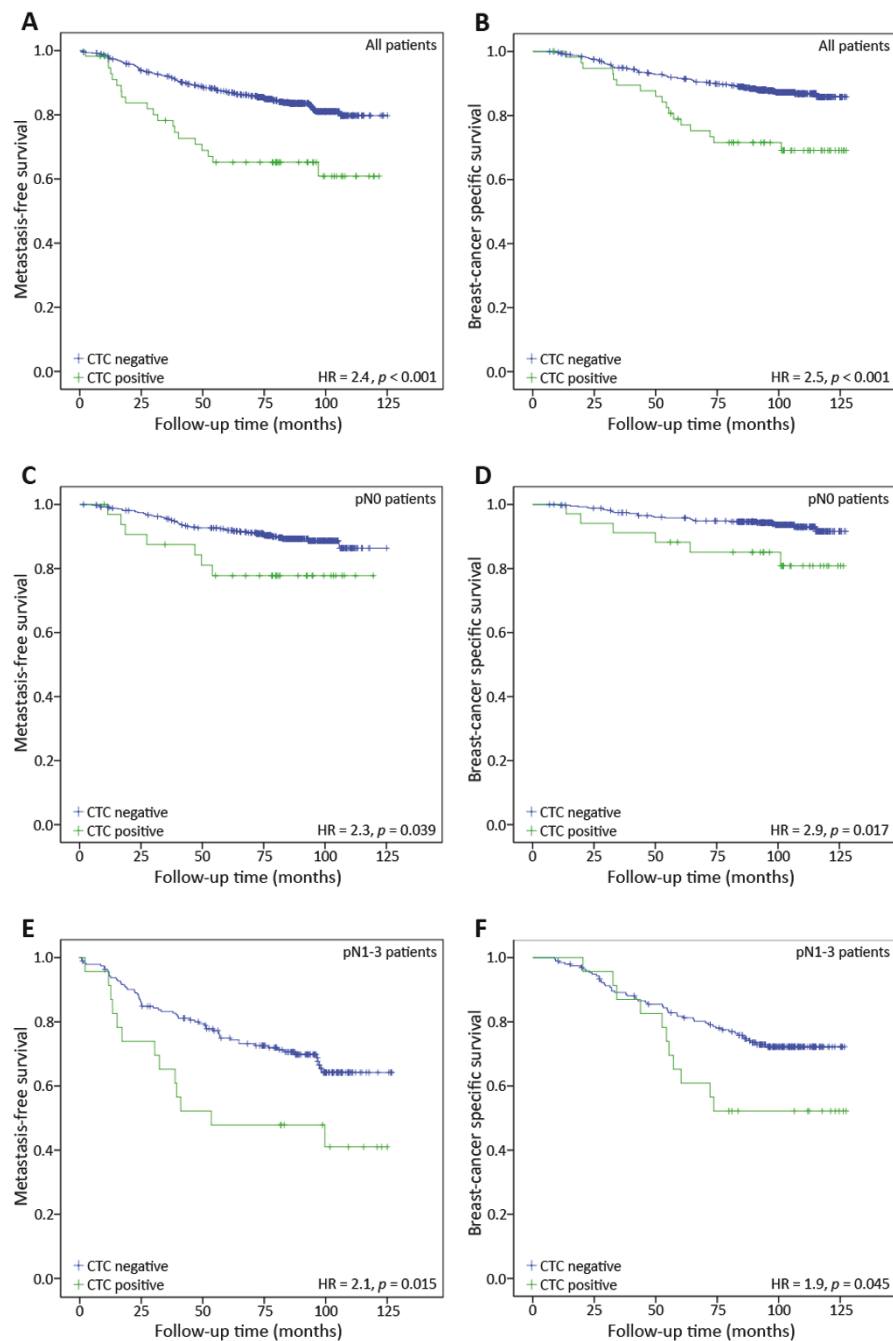 A
All patients
Metastasis-free survival
1.0
0.8
0.6
0.4
0.2
0.0
CTC negative
CTC positive
HR = 2.4, p < 0.001
0 25 50 75 100 125
Follow-up time (months)
B
All patients
Breast-cancer specific survival
1.0
0.8
0.6
0.4
0.2
0.0
CTC negative
CTC positive
HR = 2.5, p < 0.001
0 25 50 75 100 125
Follow-up time (months)
C
pN0 patients
Metastasis-free survival
1.0
0.8
0.6
0.4
0.2
0.0
CTC negative
CTC positive
HR = 2.3, p = 0.039
0 25 50 75 100 125
Follow-up time (months)
D
pN0 patients
Breast-cancer specific survival
1.0
0.8
0.6
0.4
0.2
0.0
CTC negative
CTC positive
HR = 2.9, p = 0.017
0 25 50 75 100 125
Follow-up time (months)
E
pN1-3 patients
Metastasis-free survival
1.0
0.8
0.6
0.4
0.2
0.0
CTC negative
CTC positive
HR = 2.1, p = 0.015
0 25 50 75 100 125
Follow-up time (months)
F
pN1-3 patients
Breast-cancer specific survival
1.0
0.8
0.6
0.4
0.2
0.0
CTC negative
CTC positive
HR = 1.9, p = 0.045
0 25 50 75 100 125
Follow-up time (months)